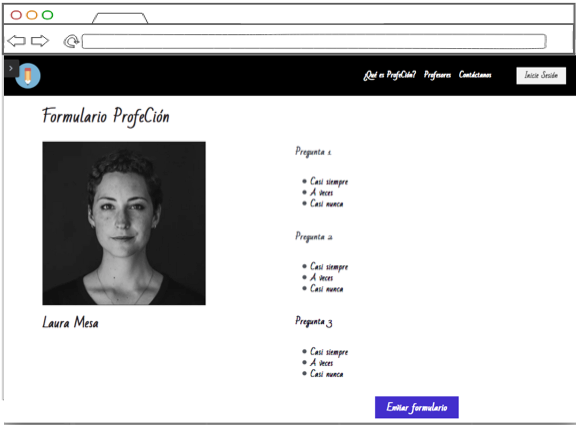 ¿Qué es ProfeCión? Profesores Contáctanos Inicie Sesión
Formulario ProfeCión
Pregunta 1
Casi siempre
A veces
Casi nunca
Pregunta 2
Casi siempre
A veces
Casi nunca
Laura Mesa
Pregunta 3
Casi siempre
A veces
Casi nunca
Enviar formulario